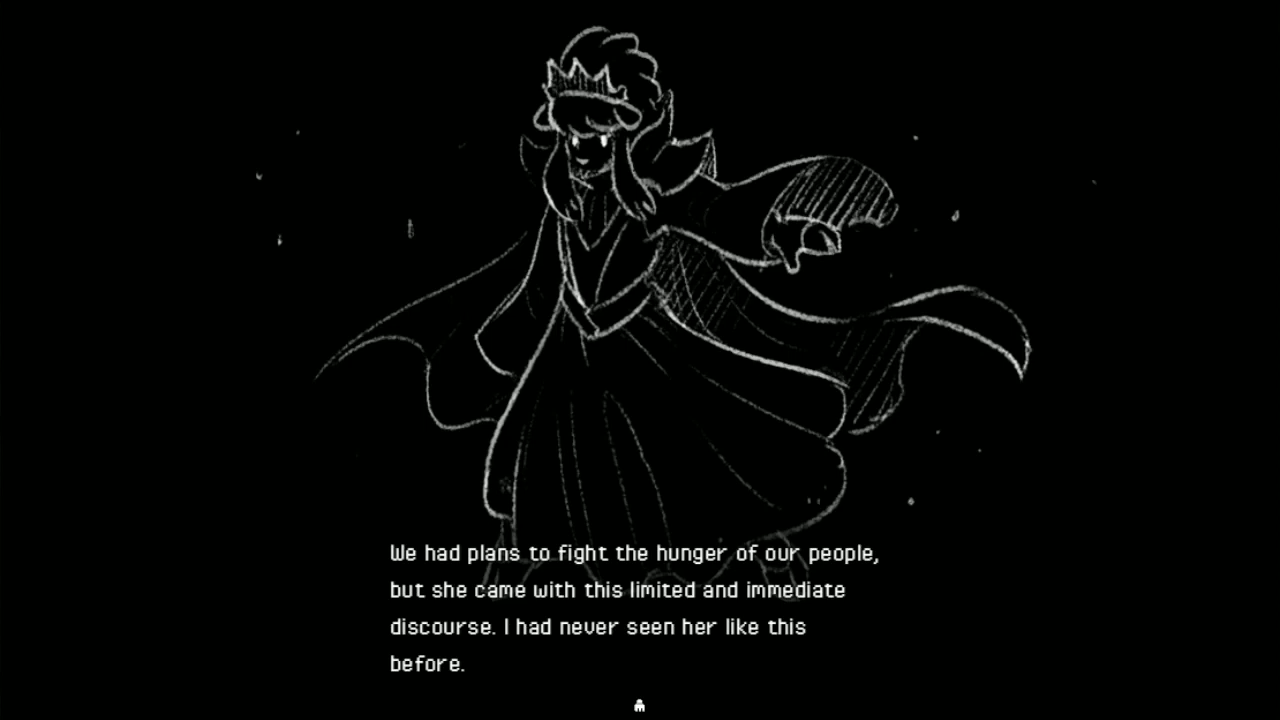 We had plans to fight the hunger of our people,
but she came with this limited and immediate
discourse. I had never seen her like this
before.